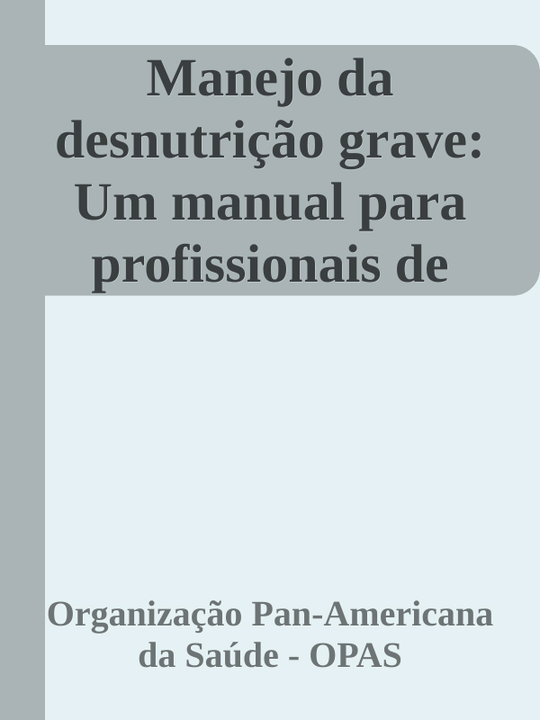 Manejo da
desnutrição grave:
Um manual para
profissionais de
Organização Pan-Americana
da Saúde - OPAS